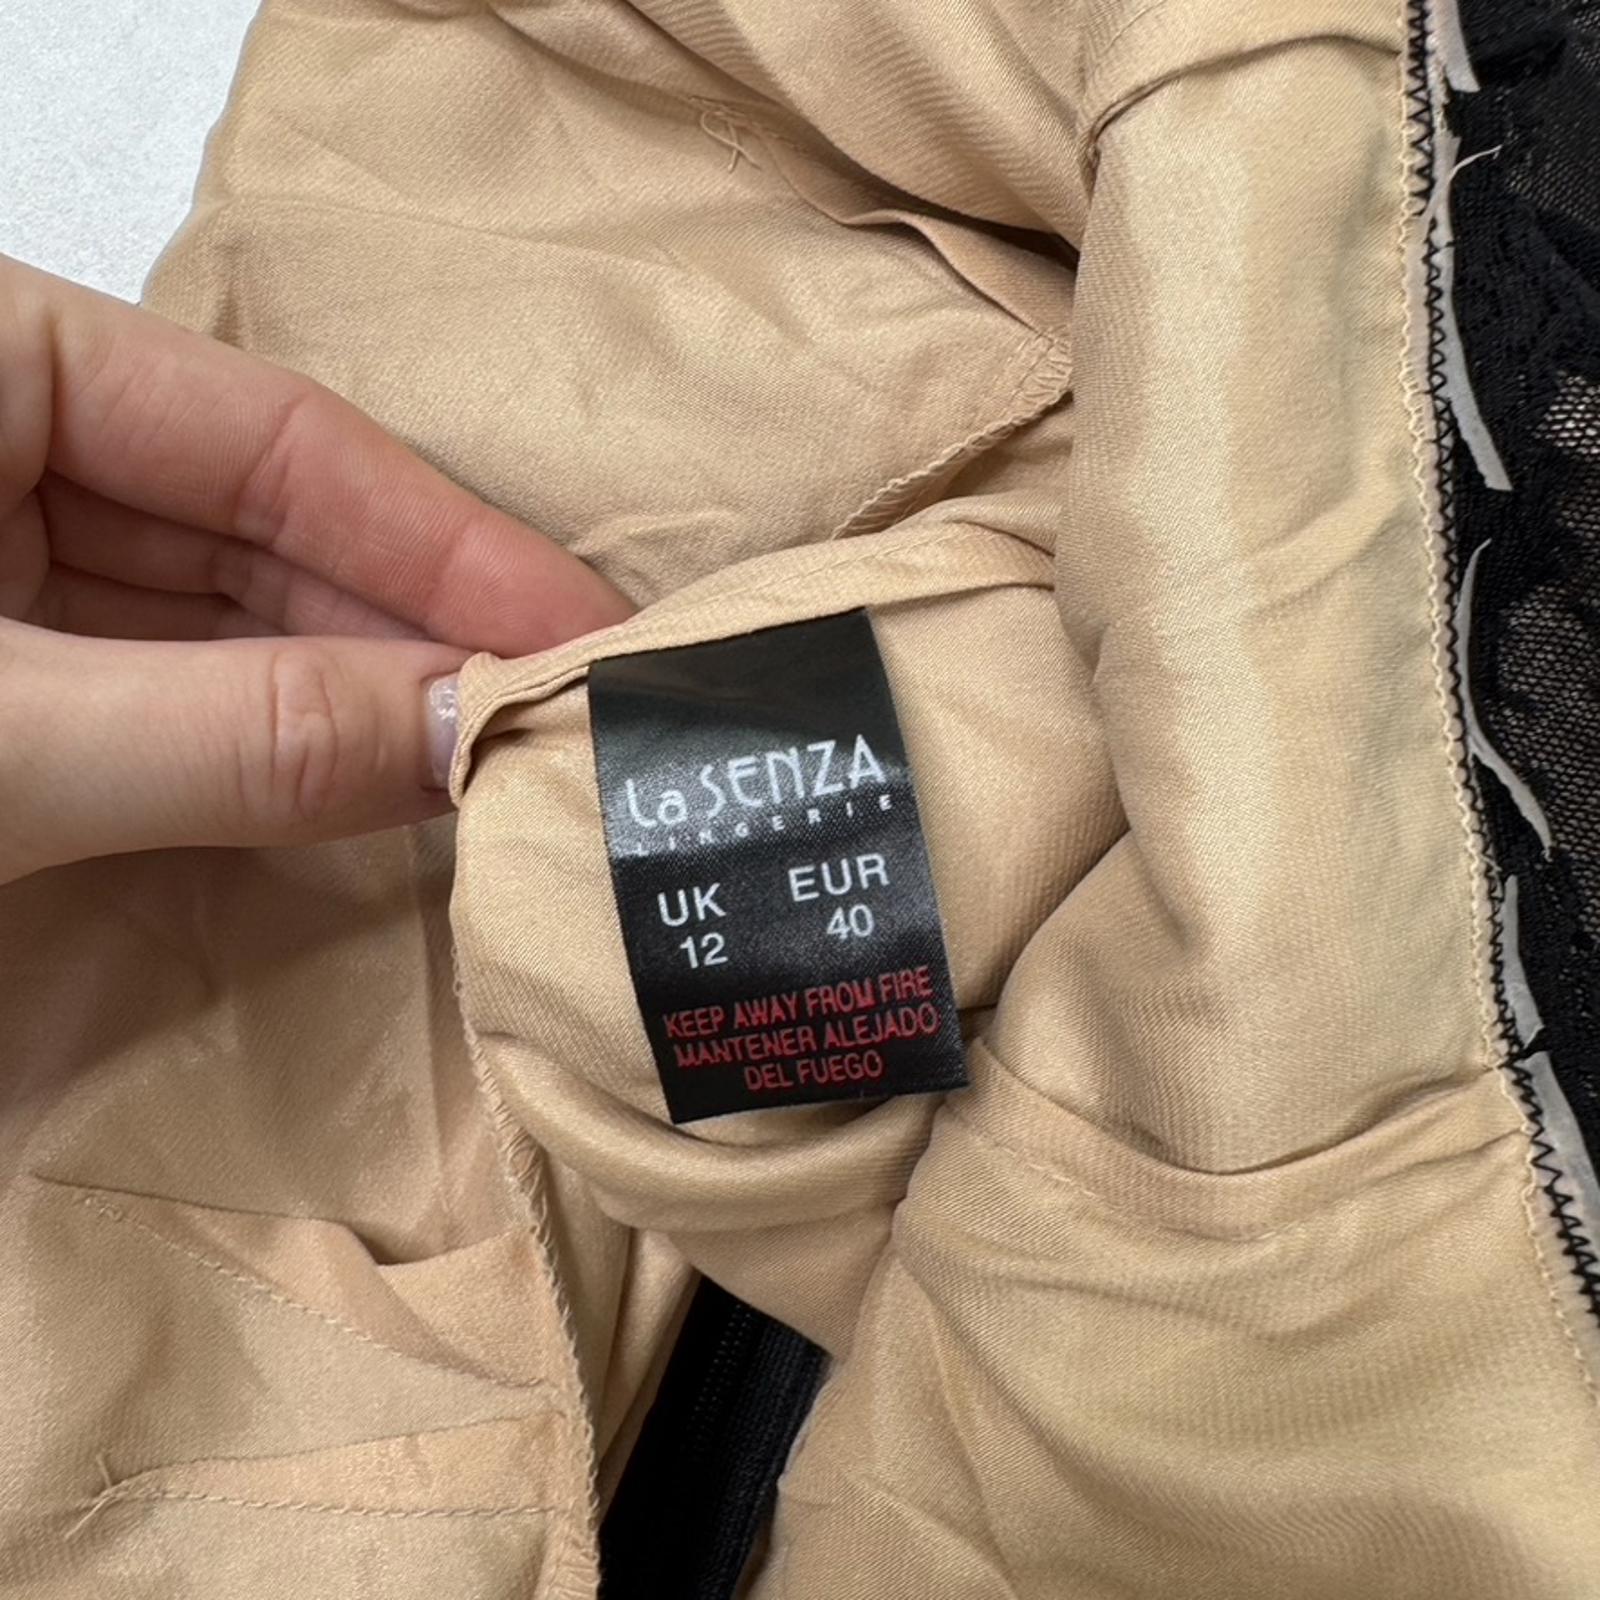 La SENZA
LINGERIE
UK EUR
12 40
KEEP AWAY FROM FIRE
MANTENER ALEJADO
DEL FUEGO